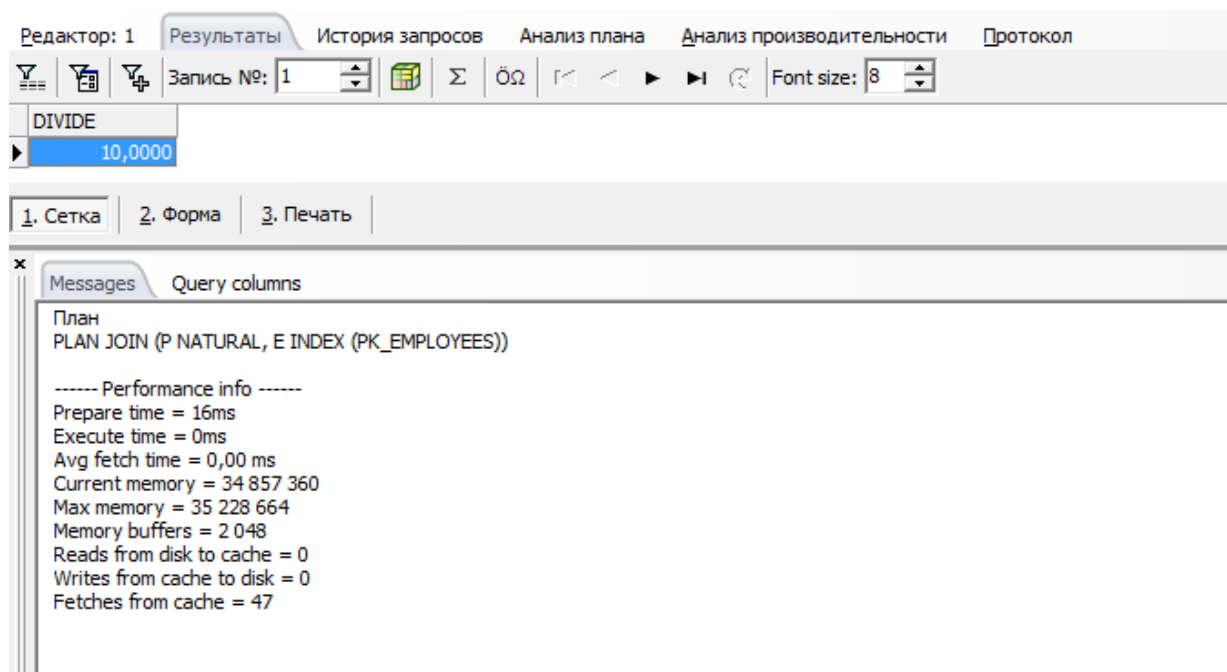 Редактор: 1 Результаты История запросов Анализ плана Анализ производительности Протокол
Запись №: 1 Σ ÖΩ Font size: 8
DIVIDE
10,0000
1. Сетка 2. Форма 3. Печать
Messages Query columns
План
PLAN JOIN (P NATURAL, E INDEX (PK_EMPLOYEES))
------ Performance info ------
Prepare time = 16ms
Execute time = 0ms
Avg fetch time = 0,00 ms
Current memory = 34 857 360
Max memory = 35 228 664
Memory buffers = 2 048
Reads from disk to cache = 0
Writes from cache to disk = 0
Fetches from cache = 47